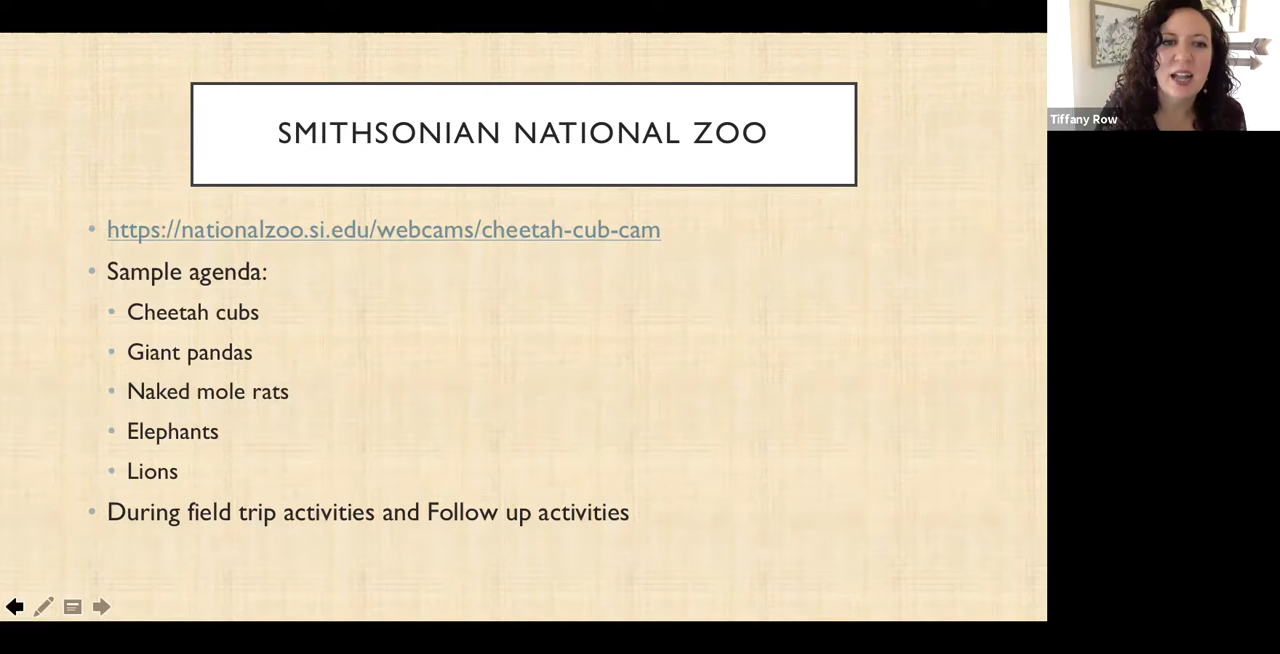 SMITHSONIAN NATIONAL ZOO
https://nationalzoo.si.edu/webcams/cheetah-cub-cam
Sample agenda:
Cheetah cubs
Giant pandas
Naked mole rats
Elephants
Lions
During field trip activities and Follow up activities
Tiffany Row